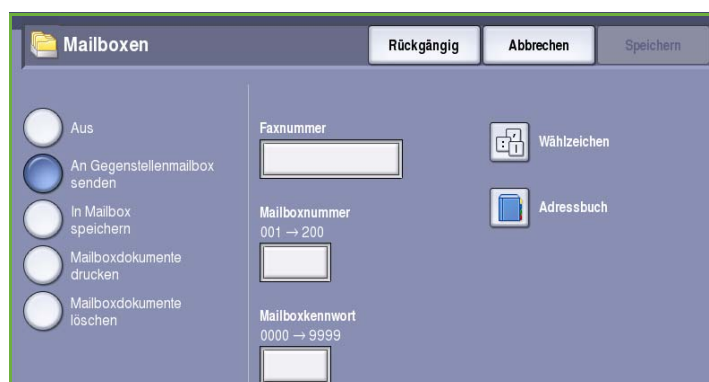 Mailboxen
Rückgängig
Abbrechen
Speichern
Aus
An Gegenstellenmailbox
senden
In Mailbox
speichern
Mailboxdokumente
drucken
Mailboxdokumente
löschen
Faxnummer
Mailboxnummer
001 → 200
Mailboxkennwort
0000 → 9999
Wählzeichen
Adressbuch